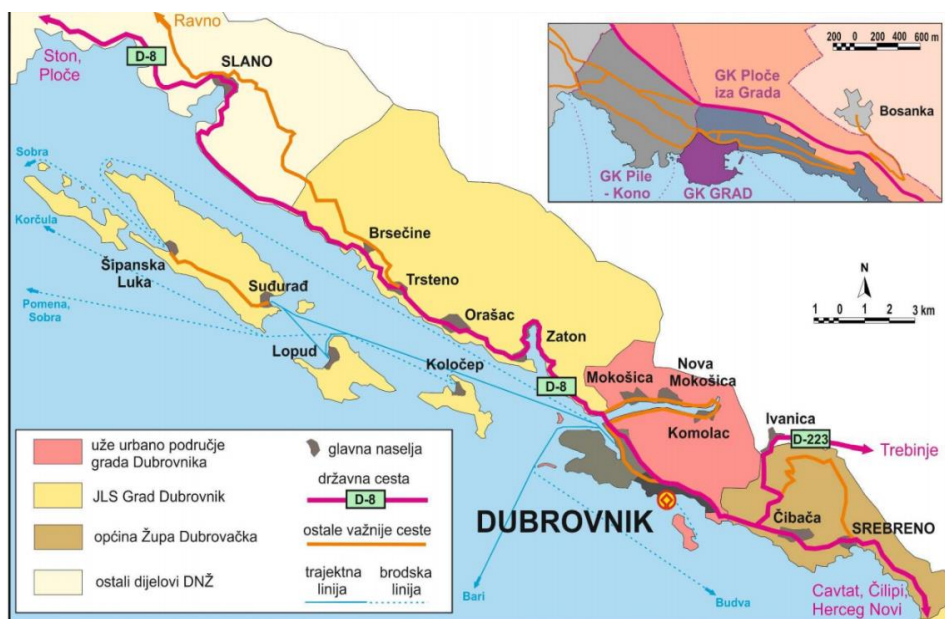 Ravno
Ston,
Ploče
D-8
SLANO
Sobra
Korčula
Pomena,
Sobra
Šipanska
Luka
Suđurađ
Lopud
Koločep
Brsečine
Trsteno
Orašac
Zaton
D-8
Mokošica
Nova
Mokošica
Komolac
Ivanica
D-223
Trebinje
DUBROVNIK
Čibača
SREBRENO
Cavtat, Čilipi,
Herceg Novi
Bari
Budva
200 0 200 400 600 m
GK Ploče
iza Grada
Bosanka
GK Pile
- Kono
GK GRAD
N
1 0 1 2 3 km
uže urbano područje
grada Dubrovnika
JLS Grad Dubrovnik
općina Župa Dubrovačka
ostali dijelovi DNŽ
glavna naselja
državna cesta
D-8
ostale važnije ceste
trajektna
linija
brodska
linija